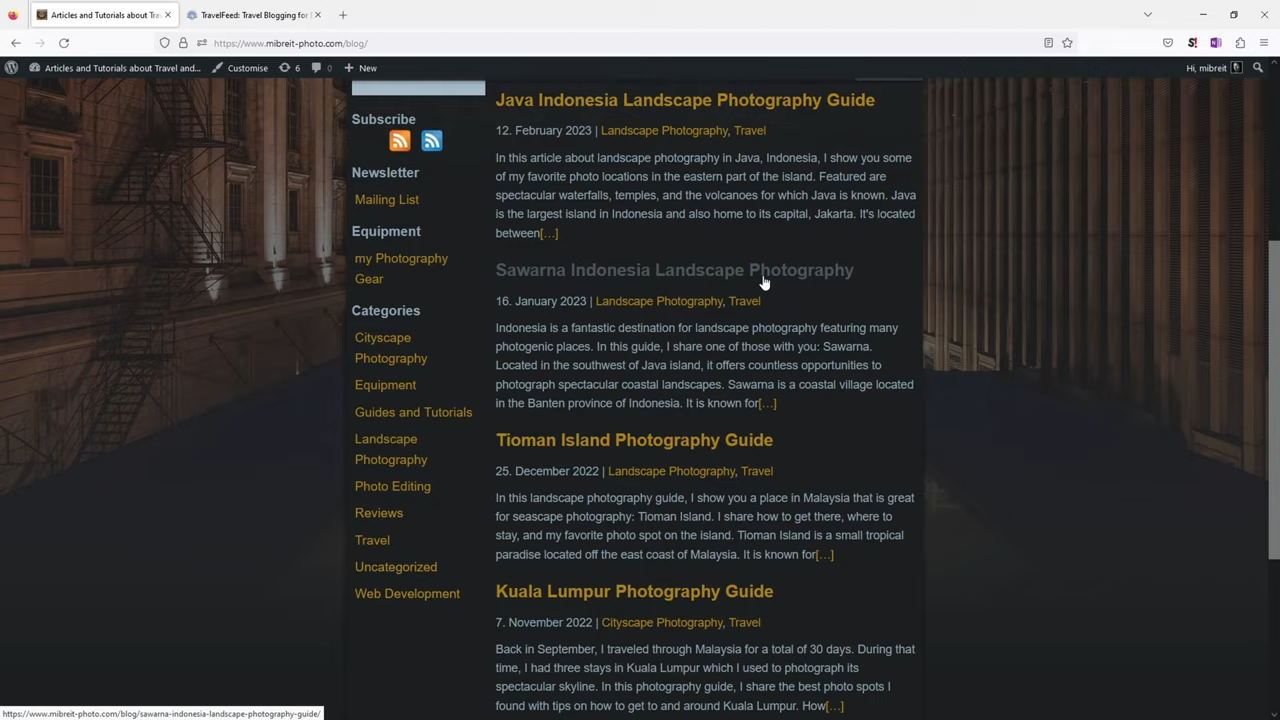 Articles and Tutorials about Tra
TravelFeed: Travel Blogging for
https://www.mibreit-photo.com/blog/
Articles and Tutorials about Travel and...
Customise
6
0
New
Hi, mibreit
Subscribe
Newsletter
Mailing List
Equipment
my Photography
Gear
Categories
Cityscape
Photography
Equipment
Guides and Tutorials
Landscape
Photography
Photo Editing
Reviews
Travel
Uncategorized
Web Development
Java Indonesia Landscape Photography Guide
12. February 2023 | Landscape Photography, Travel
In this article about landscape photography in Java, Indonesia, I show you some
of my favorite photo locations in the eastern part of the island. Featured are
spectacular waterfalls, temples, and the volcanoes for which Java is known. Java
is the largest island in Indonesia and also home to its capital, Jakarta. It's located
between[...]
Sawarna Indonesia Landscape Photography
16. January 2023 | Landscape Photography, Travel
Indonesia is a fantastic destination for landscape photography featuring many
photogenic places. In this guide, I share one of those with you: Sawarna.
Located in the southwest of Java island, it offers countless opportunities to
photograph spectacular coastal landscapes. Sawarna is a coastal village located
in the Banten province of Indonesia. It is known for[...]
Tioman Island Photography Guide
25. December 2022 | Landscape Photography, Travel
In this landscape photography guide, I show you a place in Malaysia that is great
for seascape photography: Tioman Island. I share how to get there, where to
stay, and my favorite photo spot on the island. Tioman Island is a small tropical
paradise located off the east coast of Malaysia. It is known for[...]
Kuala Lumpur Photography Guide
7. November 2022 | Cityscape Photography, Travel
Back in September, I traveled through Malaysia for a total of 30 days. During that
time, I had three stays in Kuala Lumpur which I used to photograph its
spectacular skyline. In this photography guide, I share the best photo spots I
found with tips on how to get to and around Kuala Lumpur. How[...]
https://www.mibreit-photo.com/blog/sawarna-indonesia-landscape-photography-guide/